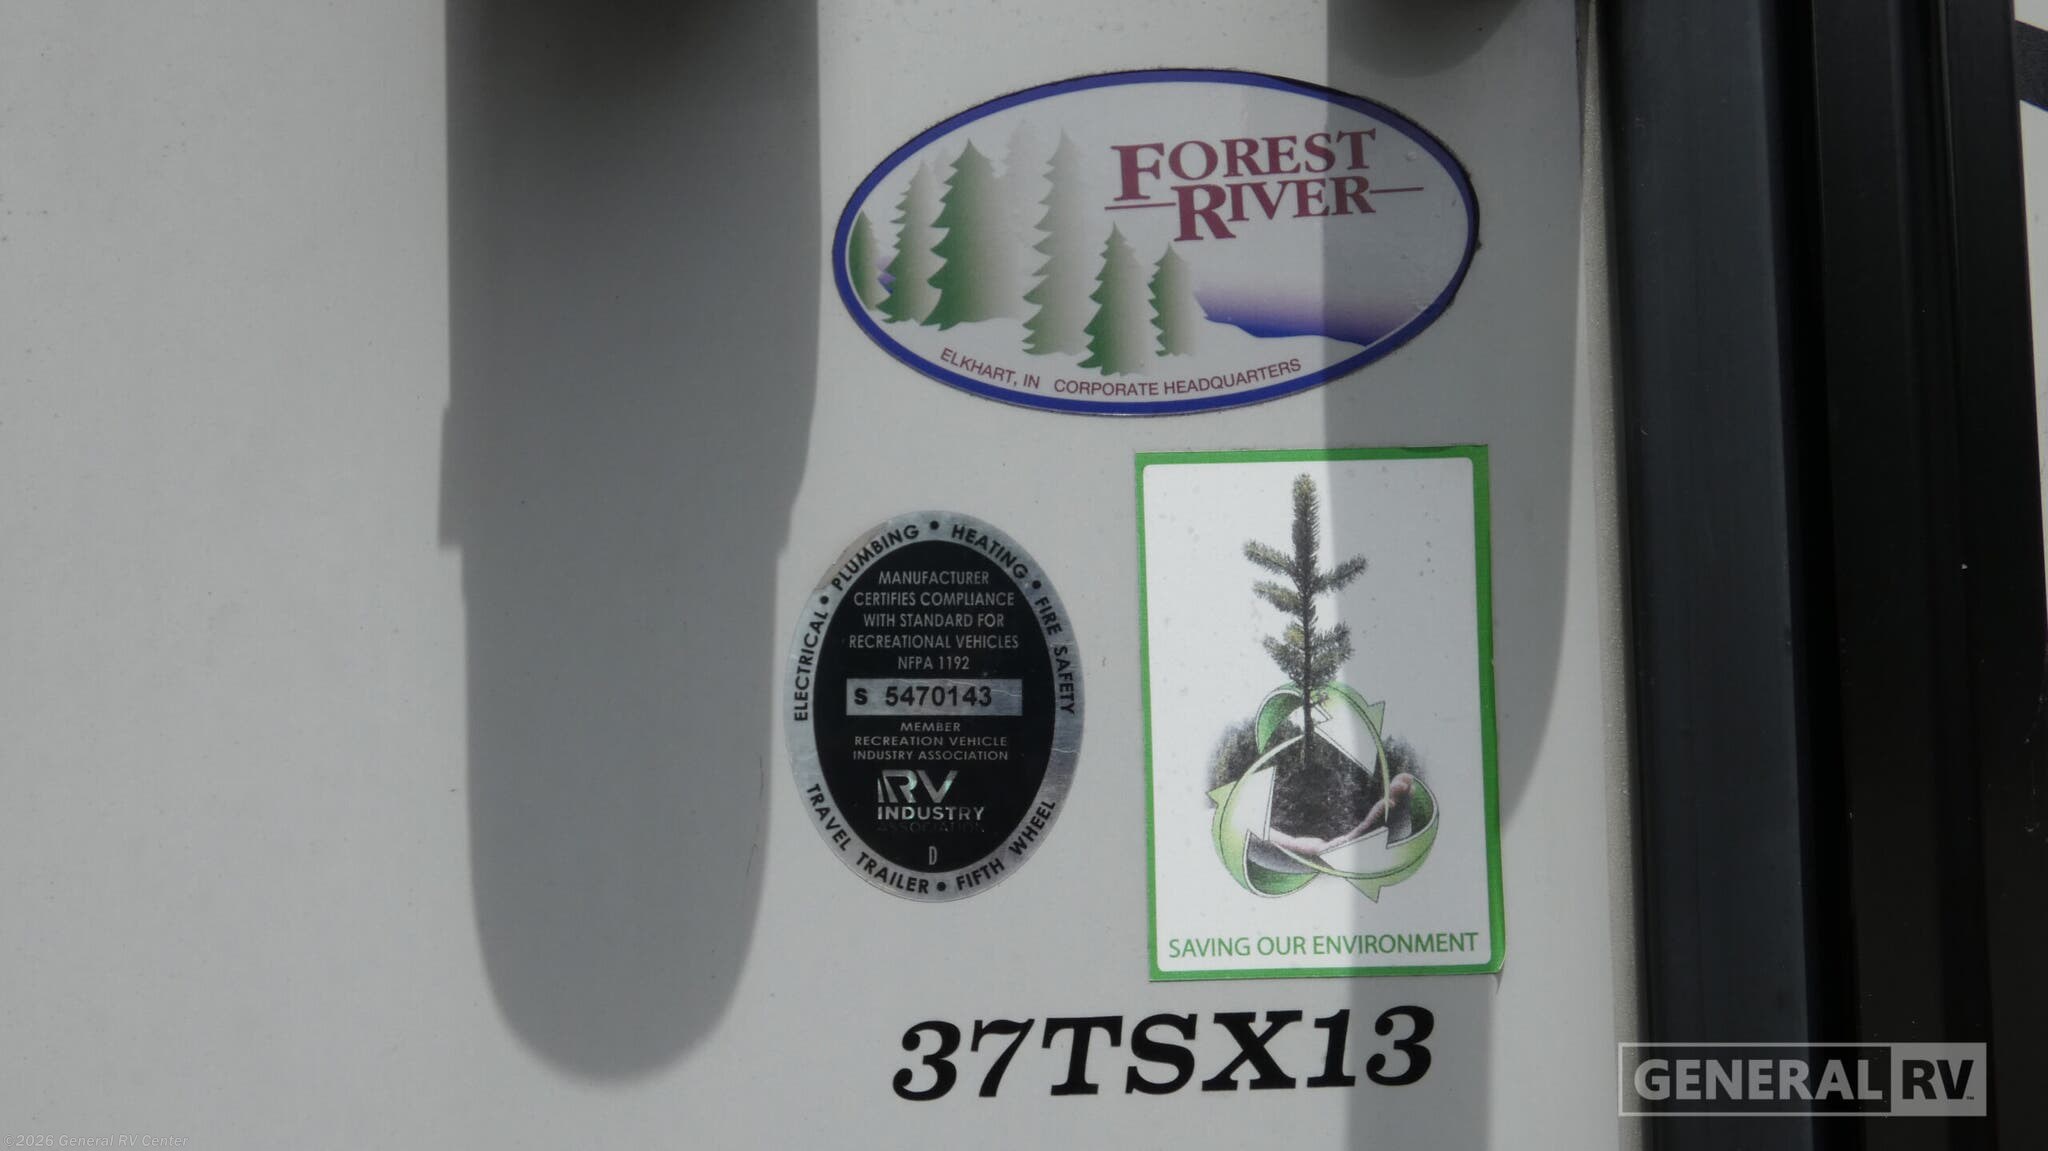 FOREST
RIVER
ELKHART, IN CORPORATE HEADQUARTERS
ELECTRICAL • PLUMBING • HEATING • FIRE SAFETY
MANUFACTURER
CERTIFIES COMPLIANCE
WITH STANDARD FOR
RECREATIONAL VEHICLES
NFPA 1192
S 5470143
MEMBER
RECREATION VEHICLE
INDUSTRY ASSOCIATION
RV
INDUSTRY
ASSOCIATION
D
TRAVEL TRAILER • FIFTH WHEEL
SAVING OUR ENVIRONMENT
37TSX13
GENERAL RV
©2026 General RV Center